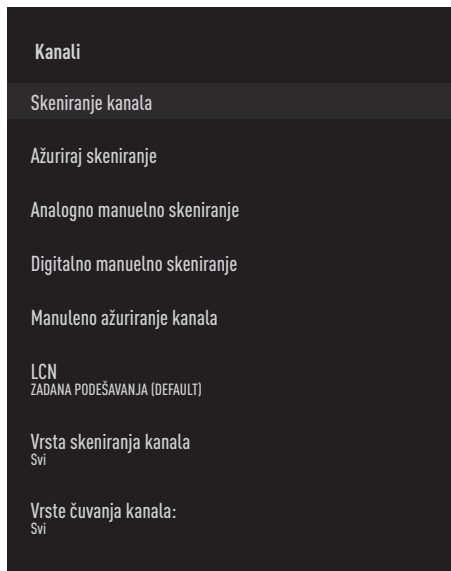 Kanali
Skeniranje kanala
Ažuriraj skeniranje
Analogno manuelno skeniranje
Digitalno manuelno skeniranje
Manuleno ažuriranje kanala
LCN
ZADANA PODEŠAVANJA (DEFAULT)
Vrsta skeniranja kanala
Svi
Vrste čuvanja kanala:
Svi